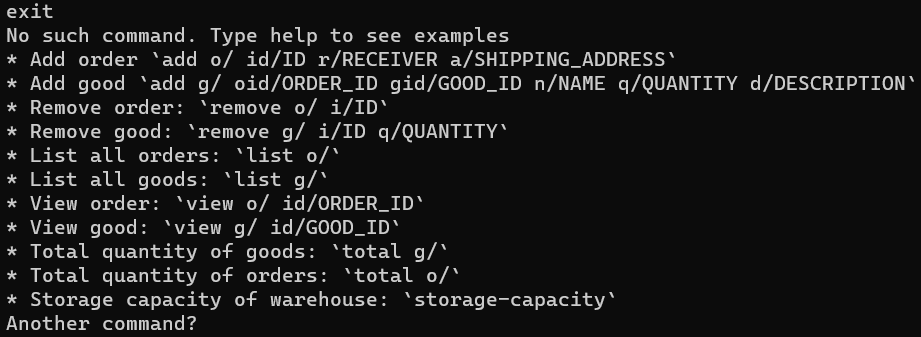 exit
No such command. Type help to see examples
* Add order `add o/ id/ID r/RECEIVER a/SHIPPING_ADDRESS`
* Add good `add g/ oid/ORDER_ID gid/GOOD_ID n/NAME q/QUANTITY d/DESCRIPTION`
* Remove order: `remove o/ i/ID`
* Remove good: `remove g/ i/ID q/QUANTITY`
* List all orders: `list o/`
* List all goods: `list g/`
* View order: `view o/ id/ORDER_ID`
* View good: `view g/ id/GOOD_ID`
* Total quantity of goods: `total g/`
* Total quantity of orders: `total o/`
* Storage capacity of warehouse: `storage-capacity`
Another command?